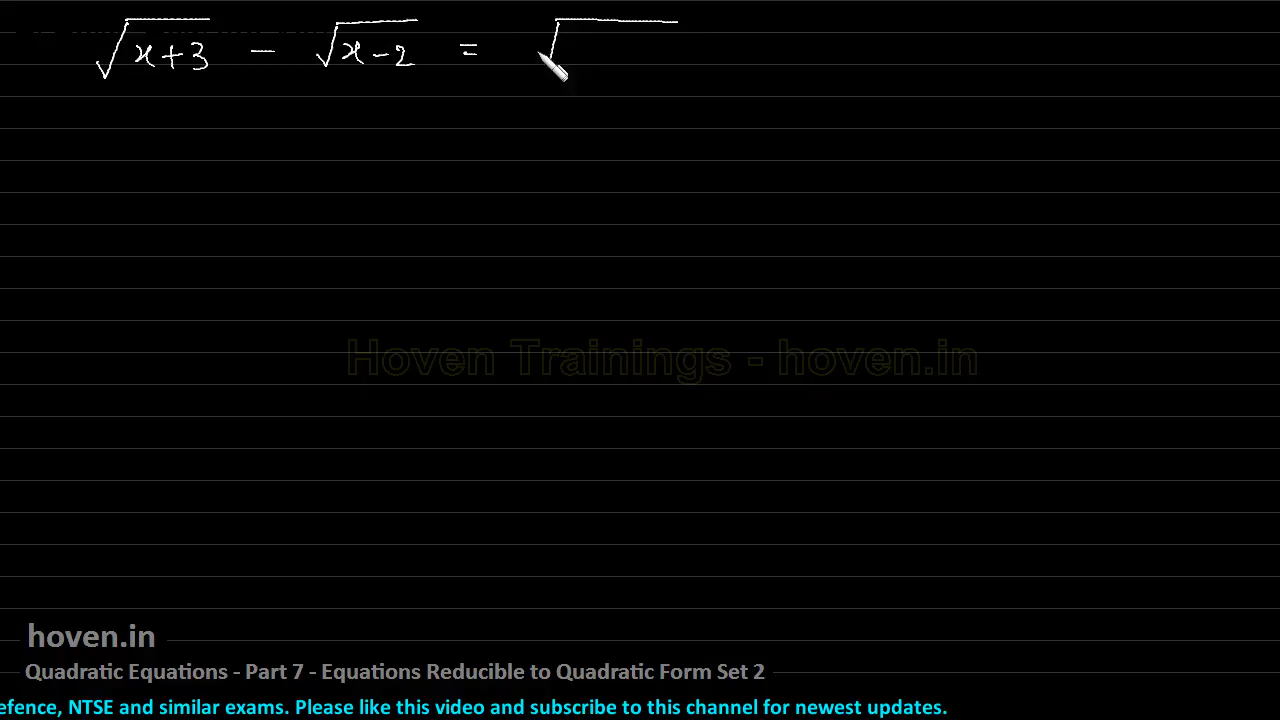 √x+3 - √x-2 = √
Hoven Trainings - hoven.in
hoven.in
Quadratic Equations - Part 7 - Equations Reducible to Quadratic Form Set 2
efence, NTSE and similar exams. Please like this video and subscribe to this channel for newest updates.